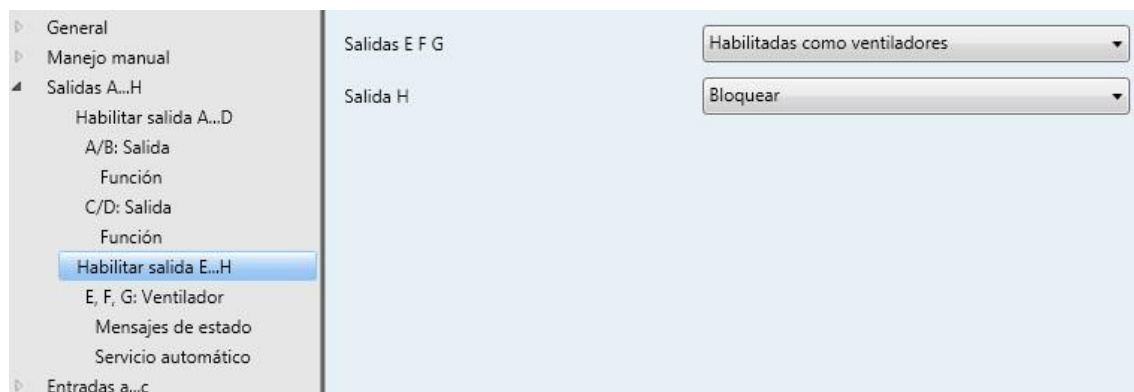 General
Manejo manual
Salidas A...H
Habilitar salida A...D
A/B: Salida
Función
C/D: Salida
Función
Habilitar salida E...H
E, F, G: Ventilador
Mensajes de estado
Servicio automático
Entradas a...c
Salidas E F G
Habilitadas como ventiladores
Salida H
Bloquear